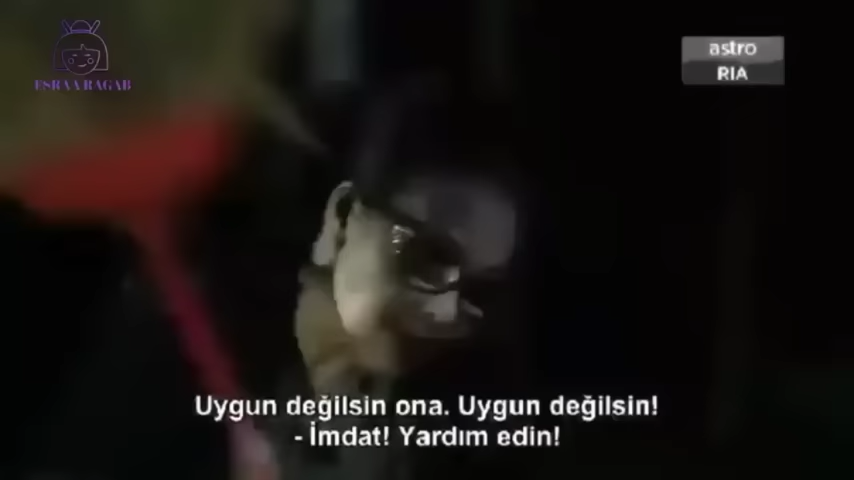 ESRAA RAGAB
astro
RIA
Uygun değilsin ona. Uygun değilsin!
- İmdat! Yardım edin!